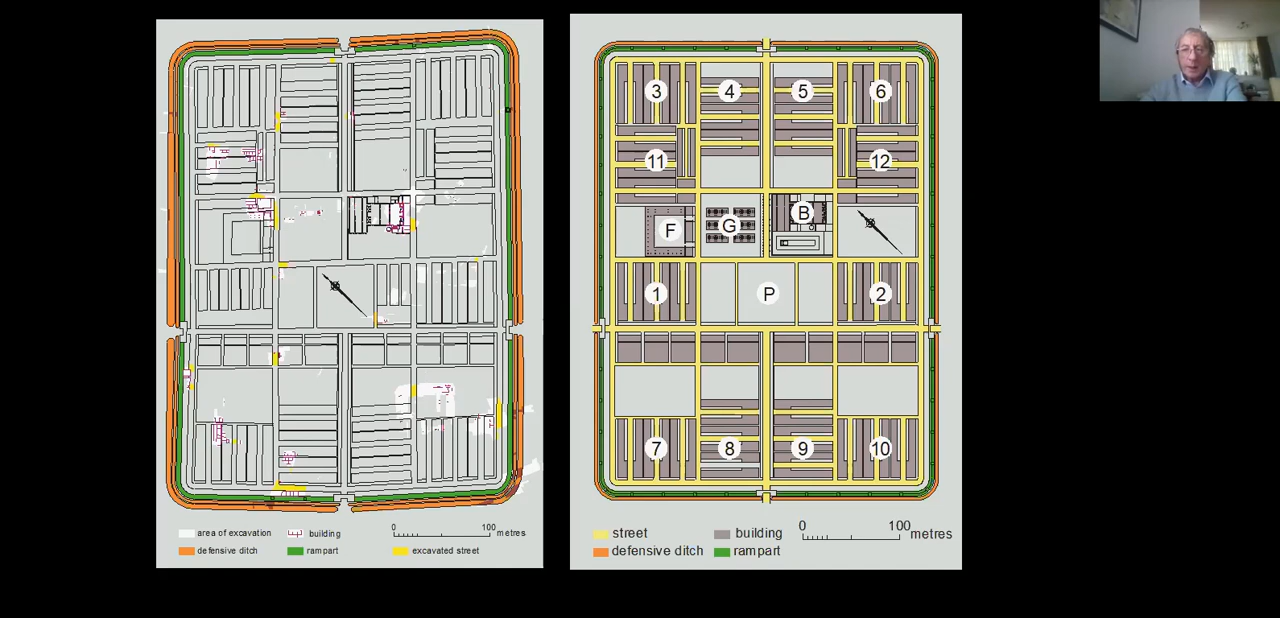 area of excavation
building
0 100 metres
defensive ditch
rampart
excavated street
3 4 5 6
11 12
F G B
1 P 2
7 8 9 10
street
building
0 100 metres
defensive ditch
rampart